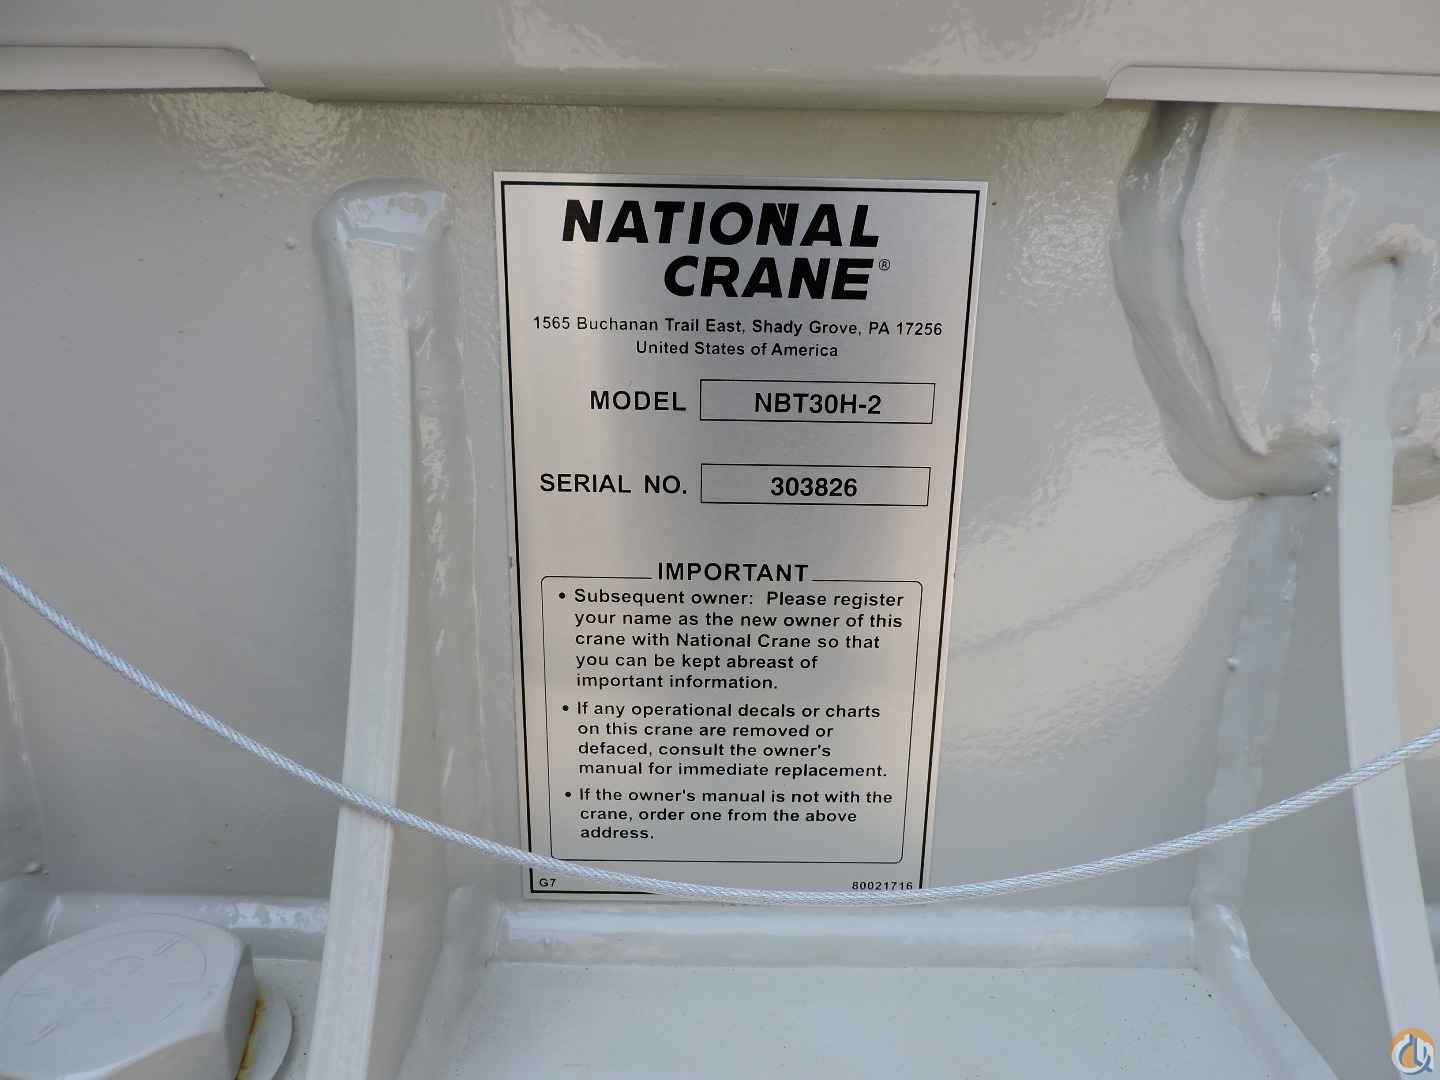 NATIONAL
CRANE®
1565 Buchanan Trail East, Shady Grove, PA 17256
United States of America
MODEL NBT30H-2
SERIAL NO. 303826
IMPORTANT
• Subsequent owner: Please register
your name as the new owner of this
crane with National Crane so that
you can be kept abreast of
important information.
• If any operational decals or charts
on this crane are removed or
defaced, consult the owner's
manual for immediate replacement.
• If the owner's manual is not with the
crane, order one from the above
address.
G7 80021716